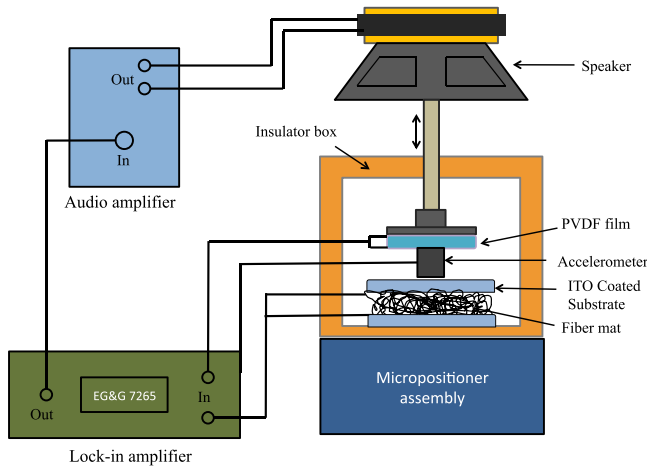 Out
In
Audio amplifier
Speaker
Insulator box
PVDF film
Accelerometer
ITO Coated
Substrate
Fiber mat
Micropositioner
assembly
EG&G 7265
In
Out
Lock-in amplifier